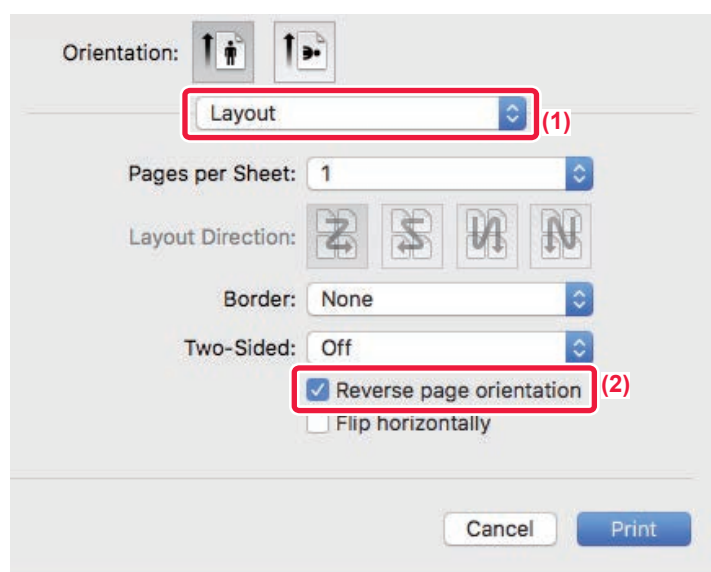 Orientation:
Layout
(1)
Pages per Sheet: 1
Layout Direction:
Border: None
Two-Sided: Off
Reverse page orientation
(2)
Flip horizontally
Cancel Print